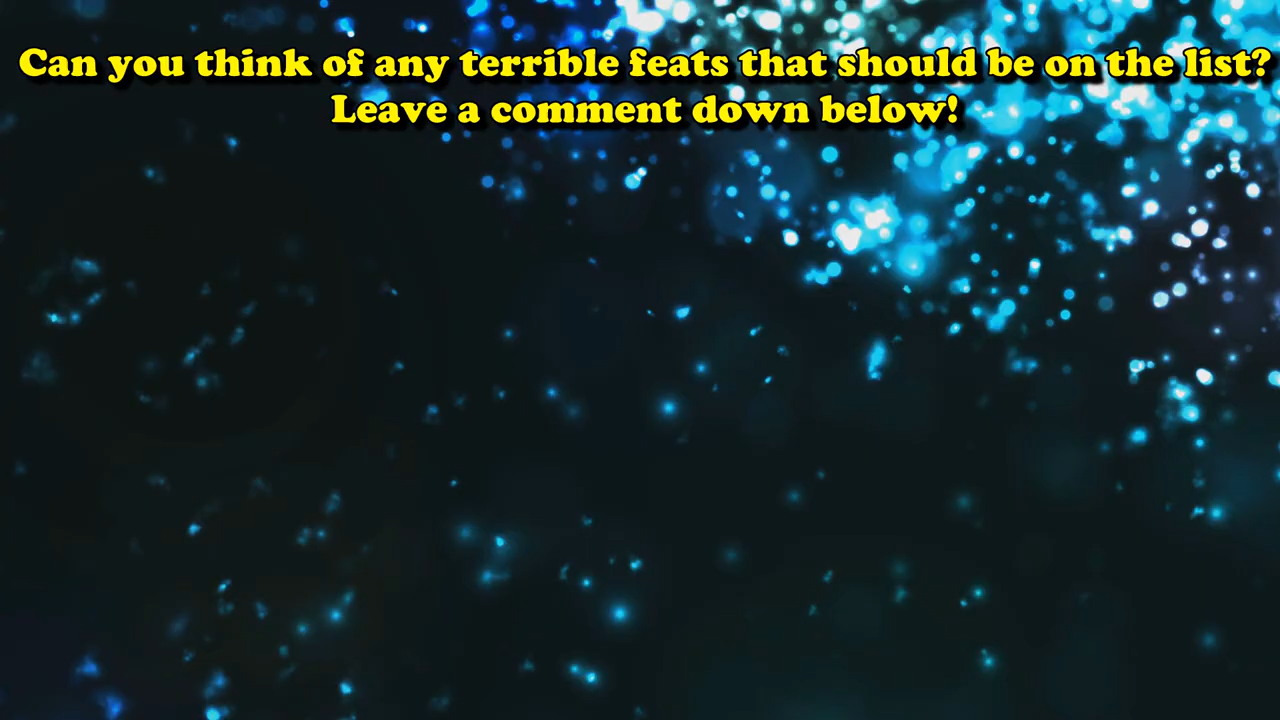 Can you think of any terrible feats that should be on the list?
Leave a comment down below!